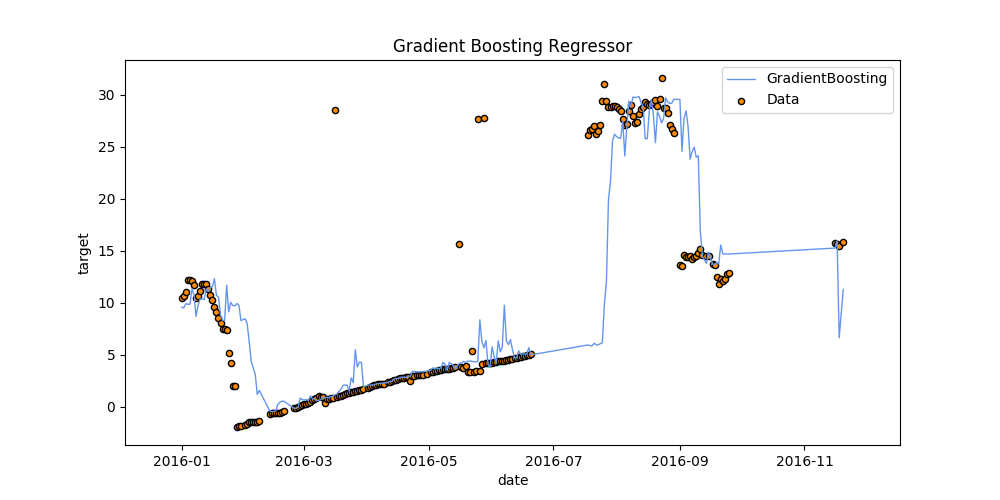 Gradient Boosting Regressor
GradientBoosting
Data
30
25
20
15
10
5
0
target
2016-01
2016-03
2016-05
2016-07
2016-09
2016-11
date